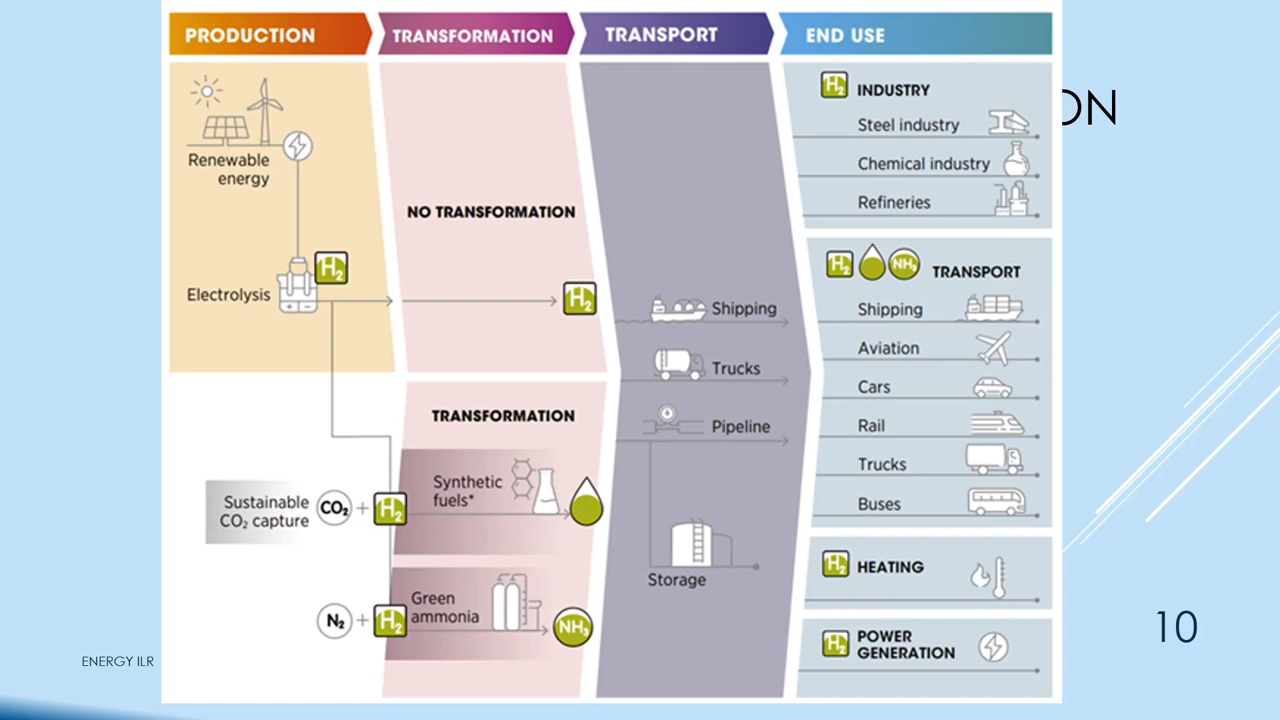 PRODUCTION
TRANSFORMATION
TRANSPORT
END USE
ON
Renewable
energy
Electrolysis
H2
NO TRANSFORMATION
H2
TRANSFORMATION
Sustainable
CO2 capture
CO2 + H2
Synthetic
fuels*
N2 + H2
Green
ammonia
NH3
Shipping
Trucks
Pipeline
Storage
H2 INDUSTRY
Steel industry
Chemical industry
Refineries
H2 NH3 TRANSPORT
Shipping
Aviation
Cars
Rail
Trucks
Buses
H2 HEATING
H2 POWER
GENERATION
10
ENERGY ILR